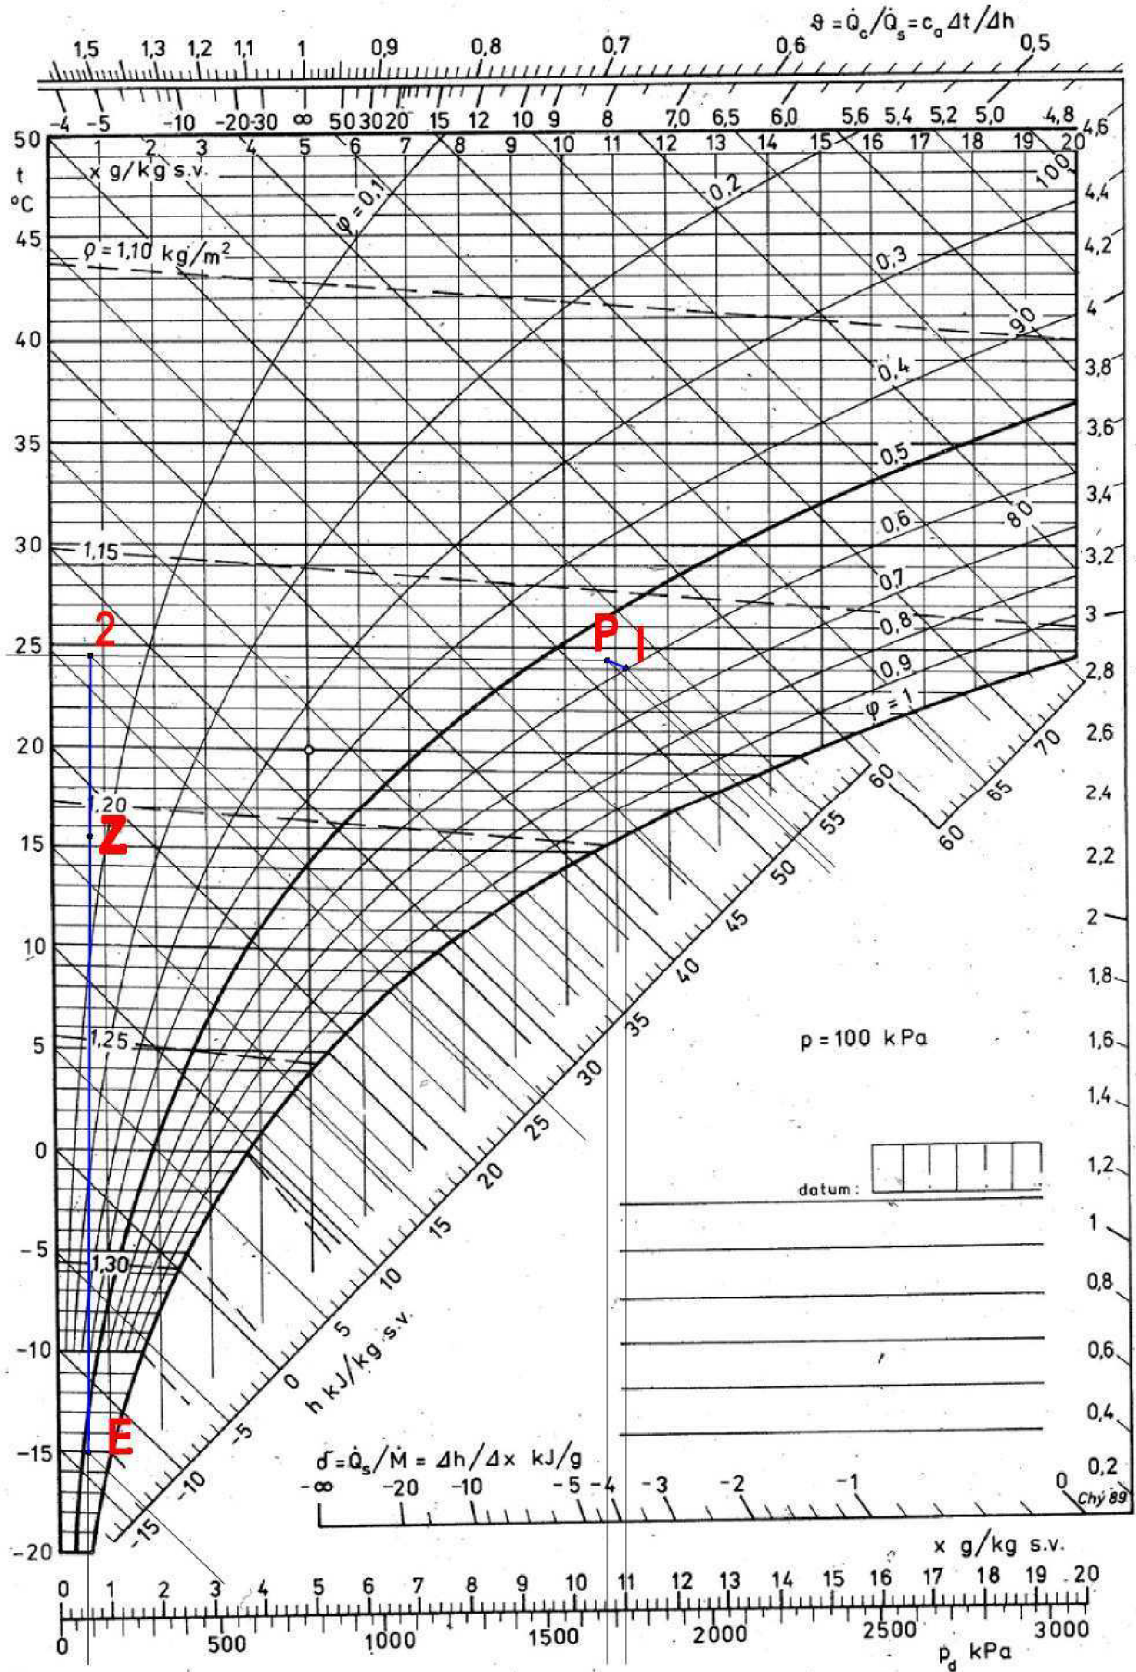 ϑ = Q̇c/Q̇s = ca Δt/Δh
1,5 1,3 1,2 1,1 1 0,9 0,8 0,7 0,6 0,5
-4 -5 -10 -20 -30 ∞ 50 30 20 15 12 10 9 8 7,0 6,5 6,0 5,6 5,4 5,2 5,0 4,8 4,6
50 1 2 3 4 5 6 7 8 9 10 11 12 13 14 15 16 17 18 19 20
t x g/kg s.v. 100
°C φ = 0,1 0,2 4,4
45 ρ = 1,10 kg/m² 0,3 4,2
90 4
40 0,4 3,8
35 0,5 3,6
0,6 80 3,4
30 1,15 0,7 3,2
2 P I 0,8 3
25 0,9 2,8
φ = 1
20 70 2,6
1,20 60 65 2,4
Z 55 60
15 50 2,2
45 2
10 40 1,8
35
5 1,25 p = 100 kPa 1,6
30 1,4
25
0 20 1,2
datum:
15 1
-5 1,30 10 0,8
5
-10 0 0,6
h kJ/kg s.v.
E -5 0,4
-15 -10 δ = Q̇s/Ṁ = Δh/Δx kJ/g 0,2
-∞ -20 -10 -5 -4 -3 -2 -1 0
Chý 89
-20 -15
x g/kg s.v.
0 1 2 3 4 5 6 7 8 9 10 11 12 13 14 15 16 17 18 19 20
0 500 1000 1500 2000 2500 3000
pd kPa